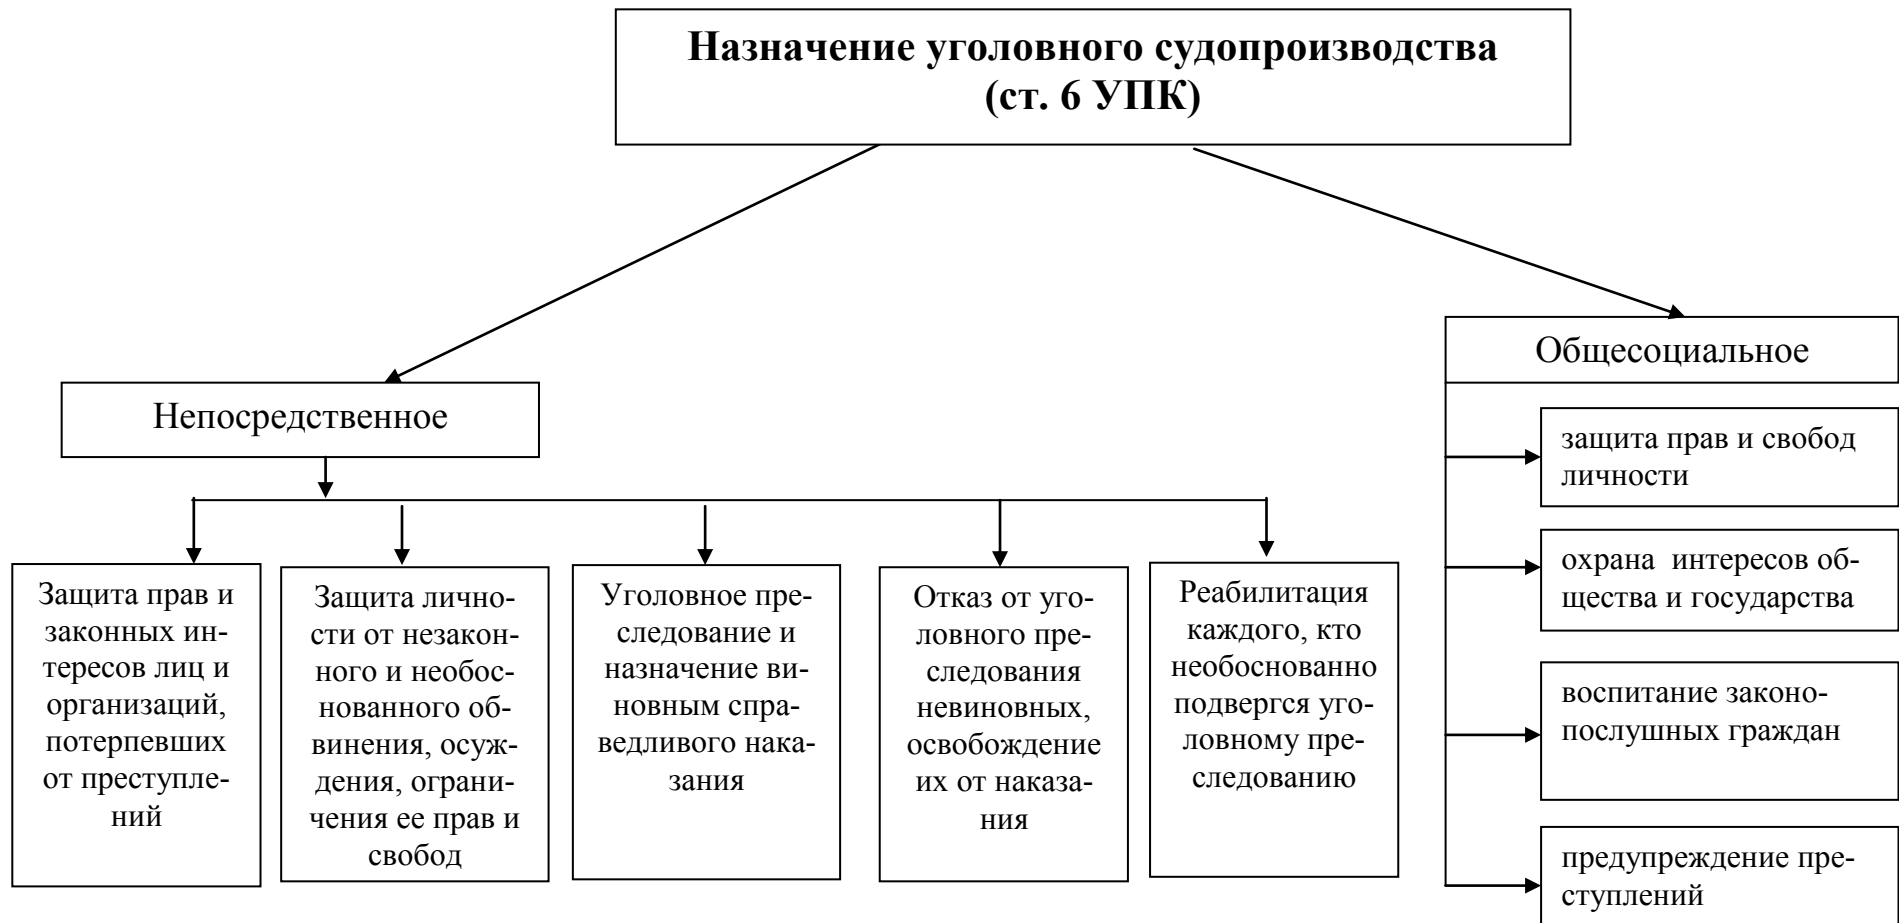 Назначение уголовного судопроизводства
(ст. 6 УПК)
Непосредственное
Защита прав и
законных ин-
тересов лиц и
организаций,
потерпевших
от преступле-
ний
Защита лично-
сти от незакон-
ного и необос-
нованного об-
винения, осуж-
дения, ограни-
чения ее прав и
свобод
Уголовное пре-
следование и
назначение ви-
новным спра-
ведливого нака-
зания
Отказ от уго-
ловного пре-
следования
невиновных,
освобождение
их от наказа-
ния
Реабилитация
каждого, кто
необоснованно
подвергся уго-
ловному пре-
следованию
Общесоциальное
защита прав и свобод
личности
охрана интересов об-
щества и государства
воспитание законо-
послушных граждан
предупреждение пре-
ступлений